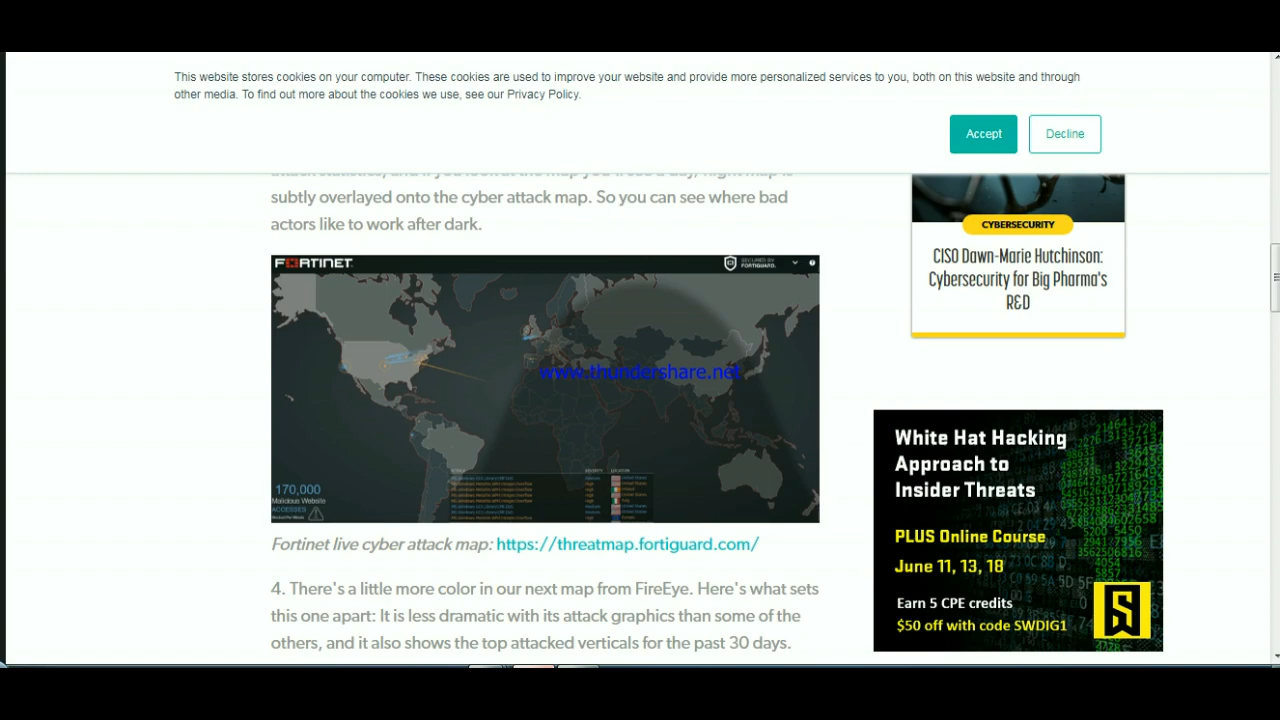 This website stores cookies on your computer. These cookies are used to improve your website and provide more personalized services to you, both on this website and through
other media. To find out more about the cookies we use, see our Privacy Policy.
Accept
Decline
subtly overlayed onto the cyber attack map. So you can see where bad
actors like to work after dark.
FORTINET
SECURED BY
FORTIGUARD
www.thundershare.net
170,000
Malicious Website
ACCESSES
Fortinet live cyber attack map: https://threatmap.fortiguard.com/
4. There's a little more color in our next map from FireEye. Here's what sets
this one apart: It is less dramatic with its attack graphics than some of the
others, and it also shows the top attacked verticals for the past 30 days.
CYBERSECURITY
CISO Dawn-Marie Hutchinson:
Cybersecurity for Big Pharma's
R&D
White Hat Hacking
Approach to
Insider Threats
PLUS Online Course
June 11, 13, 18
Earn 5 CPE credits
$50 off with code SWDIG1